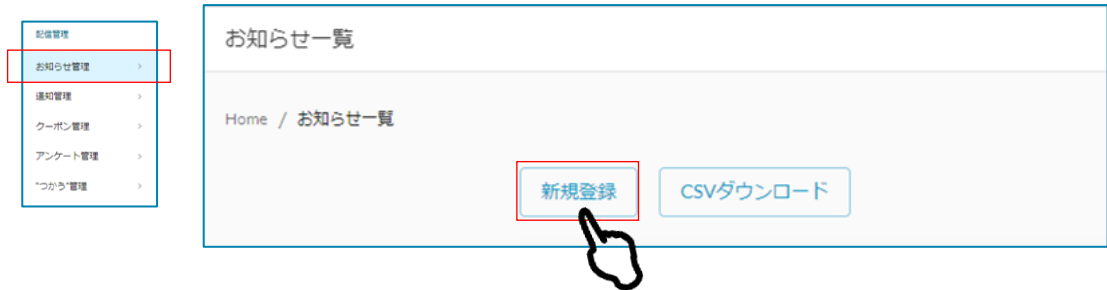 配信管理
お知らせ管理
通知管理
クーポン管理
アンケート管理
"つかう"管理
お知らせ一覧
Home / お知らせ一覧
新規登録 CSVダウンロード